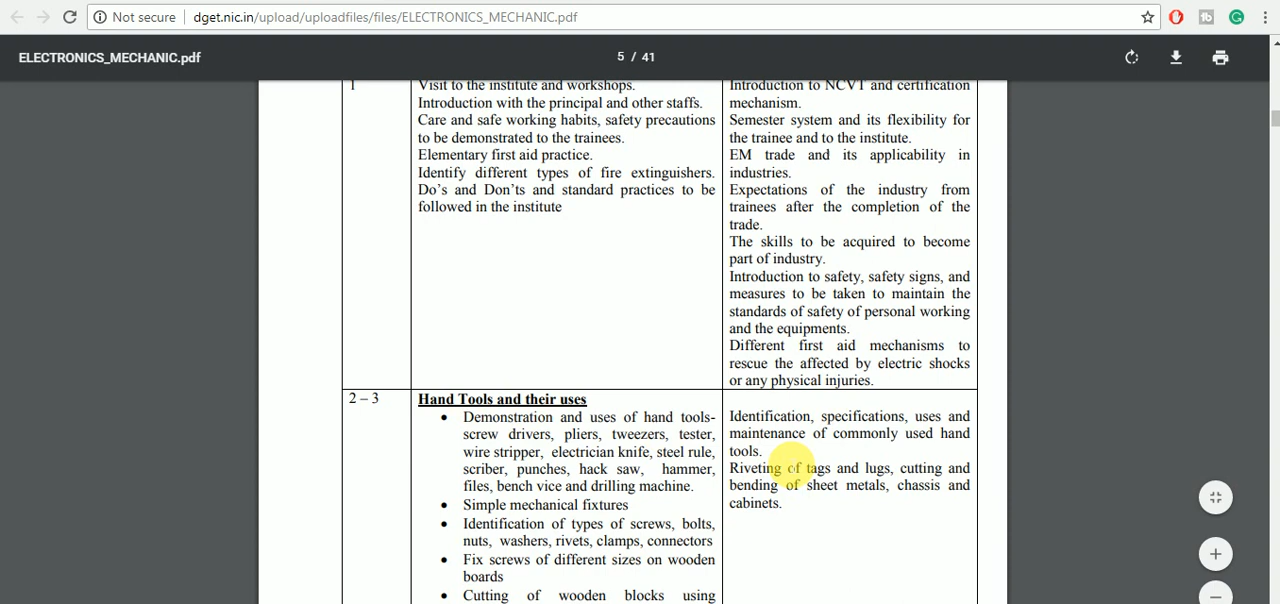 Not secure | dget.nic.in/upload/uploadfiles/files/ELECTRONICS_MECHANIC.pdf
ELECTRONICS_MECHANIC.pdf
5 / 41
1
Visit to the institute and workshops.
Introduction with the principal and other staffs.
Care and safe working habits, safety precautions
to be demonstrated to the trainees.
Elementary first aid practice.
Identify different types of fire extinguishers.
Do’s and Don’ts and standard practices to be
followed in the institute
Introduction to NCVT and certification
mechanism.
Semester system and its flexibility for
the trainee and to the institute.
EM trade and its applicability in
industries.
Expectations of the industry from
trainees after the completion of the
trade.
The skills to be acquired to become
part of industry.
Introduction to safety, safety signs, and
measures to be taken to maintain the
standards of safety of personal working
and the equipments.
Different first aid mechanisms to
rescue the affected by electric shocks
or any physical injuries.
2 – 3
Hand Tools and their uses
• Demonstration and uses of hand tools-
screw drivers, pliers, tweezers, tester,
wire stripper, electrician knife, steel rule,
scriber, punches, hack saw, hammer,
files, bench vice and drilling machine.
• Simple mechanical fixtures
• Identification of types of screws, bolts,
nuts, washers, rivets, clamps, connectors
• Fix screws of different sizes on wooden
boards
• Cutting of wooden blocks using
Identification, specifications, uses and
maintenance of commonly used hand
tools.
Riveting of tags and lugs, cutting and
bending of sheet metals, chassis and
cabinets.